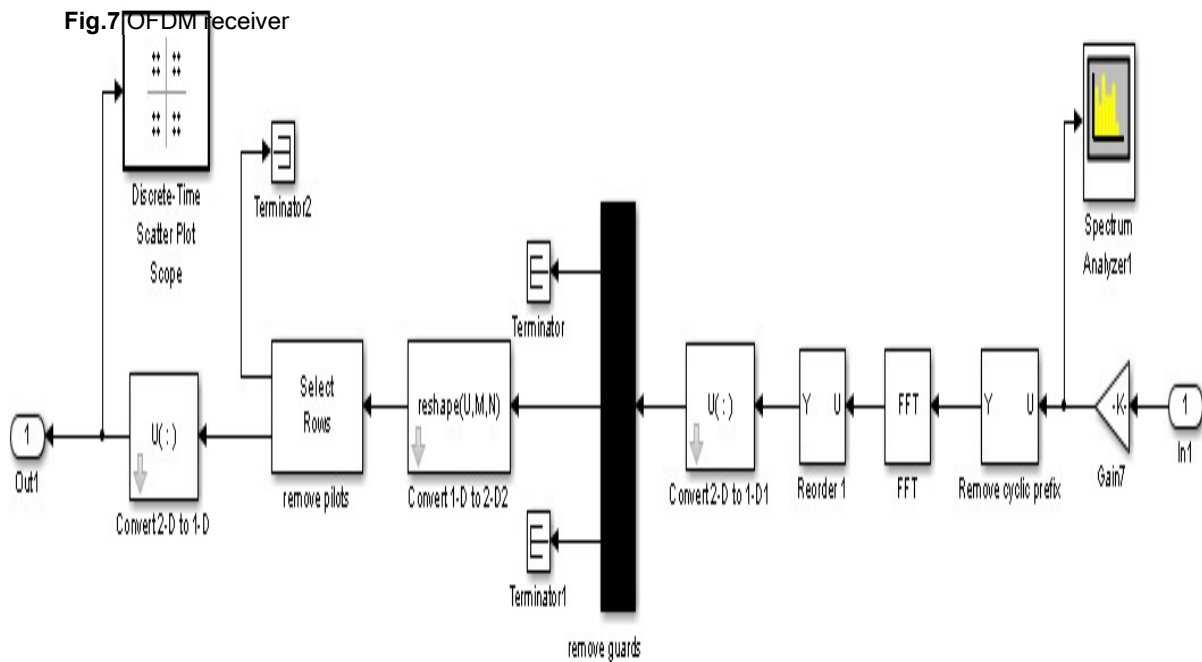 Fig.7 OFDM receiver
Discrete-Time
Scatter Plot
Scope
Terminator2
Spectrum
Analyzer1
Terminator
1
Out1
U( : )
Convert 2-D to 1-D
Select
Rows
remove pilots
reshape(U,M,N)
Convert 1-D to 2-D2
U( : )
Convert 2-D to 1-D1
Y U
Reorder 1
FFT
FFT
Y U
Remove cyclic prefix
-K-
Gain7
1
In1
Terminator1
remove guards